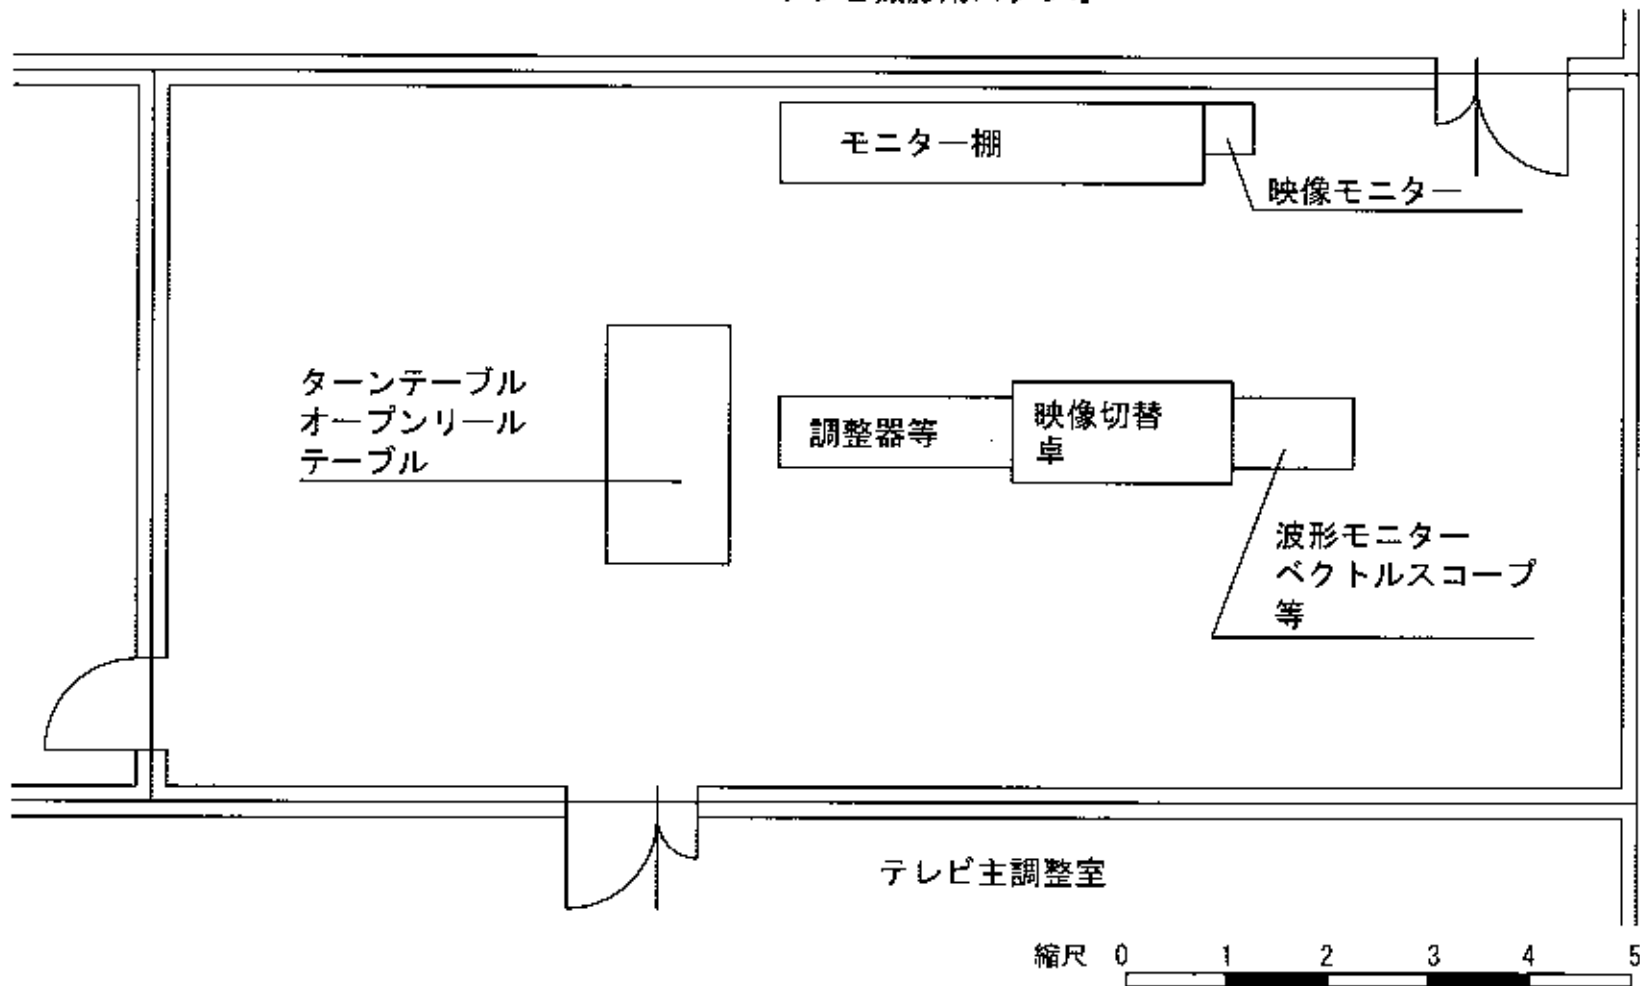 モニター棚
映像モニター
ターンテーブル
オープンリール
テーブル
調整器等
映像切替
卓
波形モニター
ベクトルスコープ
等
テレビ主調整室
縮尺 0 1 2 3 4 5